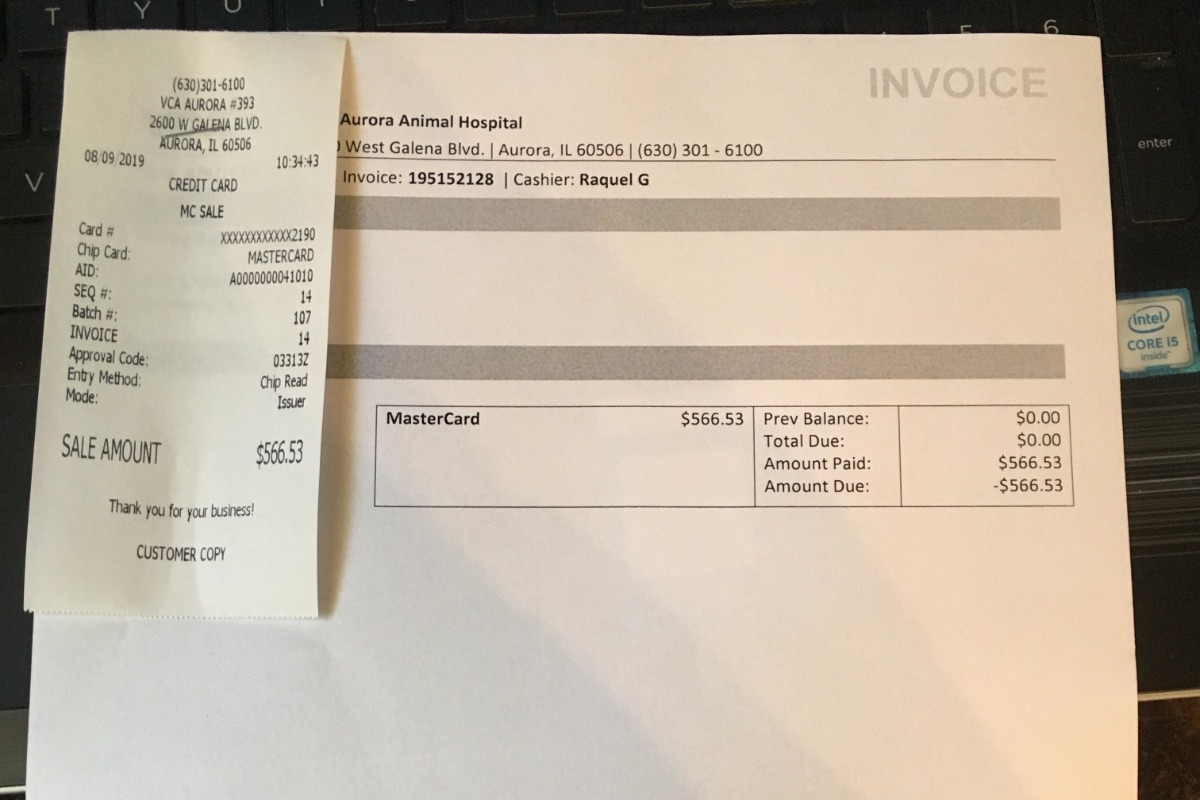 T Y U
5 6
enter
V
intel
CORE i5
inside
(630)301-6100
VCA AURORA #393
2600 W GALENA BLVD.
AURORA, IL 60506
08/09/2019 10:34:43
CREDIT CARD
MC SALE
Card # XXXXXXXXXXXX2190
Chip Card: MASTERCARD
AID: A0000000041010
SEQ #: 14
Batch #: 107
INVOICE 14
Approval Code: 03313Z
Entry Method: Chip Read
Mode: Issuer
SALE AMOUNT $566.53
Thank you for your business!
CUSTOMER COPY
INVOICE
Aurora Animal Hospital
West Galena Blvd. | Aurora, IL 60506 | (630) 301 - 6100
Invoice: 195152128 | Cashier: Raquel G
MasterCard $566.53
Prev Balance: $0.00
Total Due: $0.00
Amount Paid: $566.53
Amount Due: -$566.53